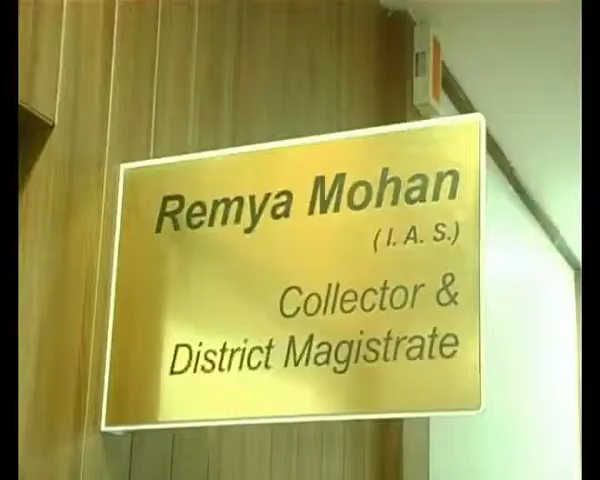 Remya Mohan
(I. A. S.)
Collector &
District Magistrate